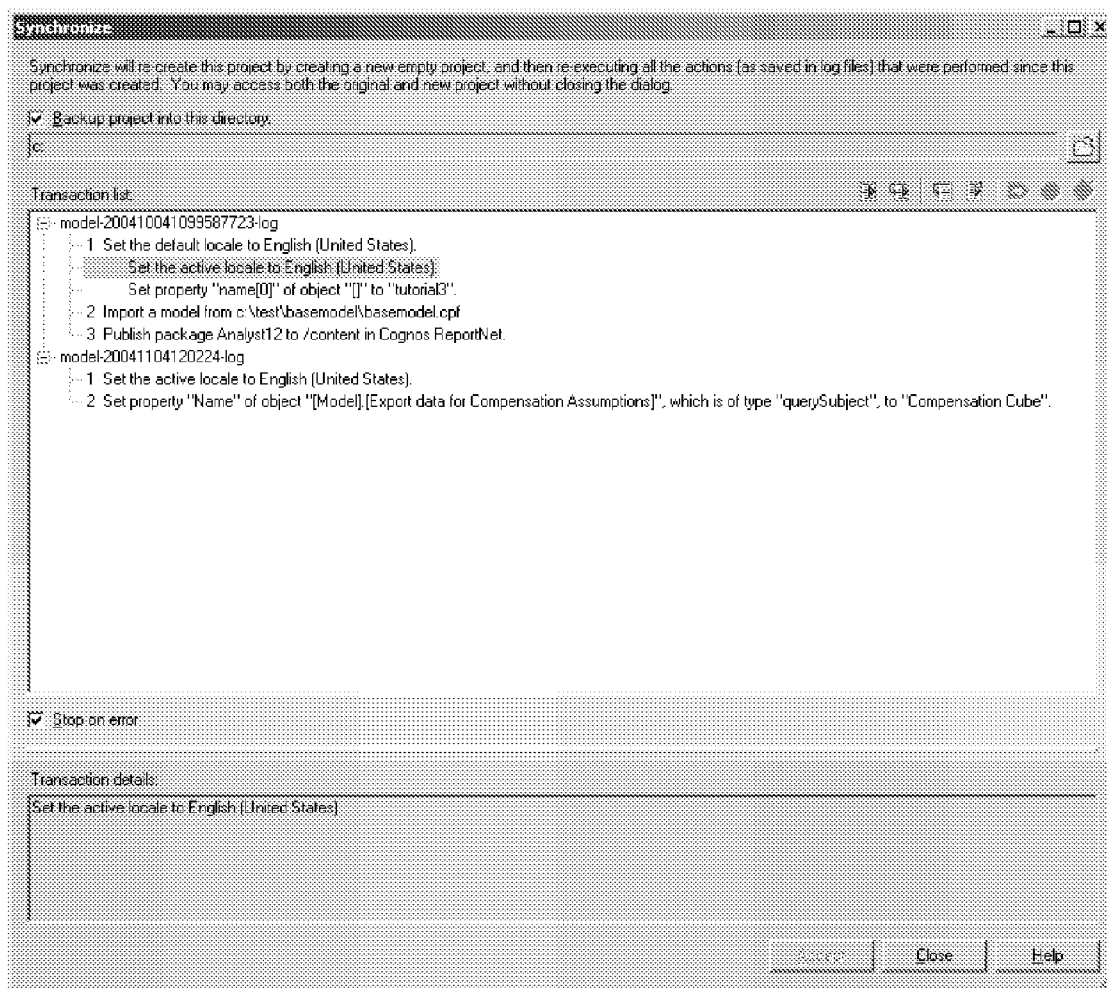 Synchronize
Synchronize will re-create this project by creating a new empty project, and then re-executing all the actions (as saved in log files) that were performed since this
project was created. You may access both the original and new project without closing the dialog.
Backup project into this directory:
c:
Transaction list:
model-200410041099587723-log
1 Set the default locale to English (United States).
Set the active locale to English (United States).
Set property "name[0]" of object "[]" to "tutorial3".
2 Import a model from c:\test\basemodel\basemodel.cpf
3 Publish package Analyst12 to /content in Cognos ReportNet.
model-20041104120224-log
1 Set the active locale to English (United States).
2 Set property "Name" of object "[Model].[Export data for Compensation Assumptions]", which is of type "querySubject", to "Compensation Cube".
Stop on error
Transaction details:
Set the active locale to English (United States)
Accept Close Help